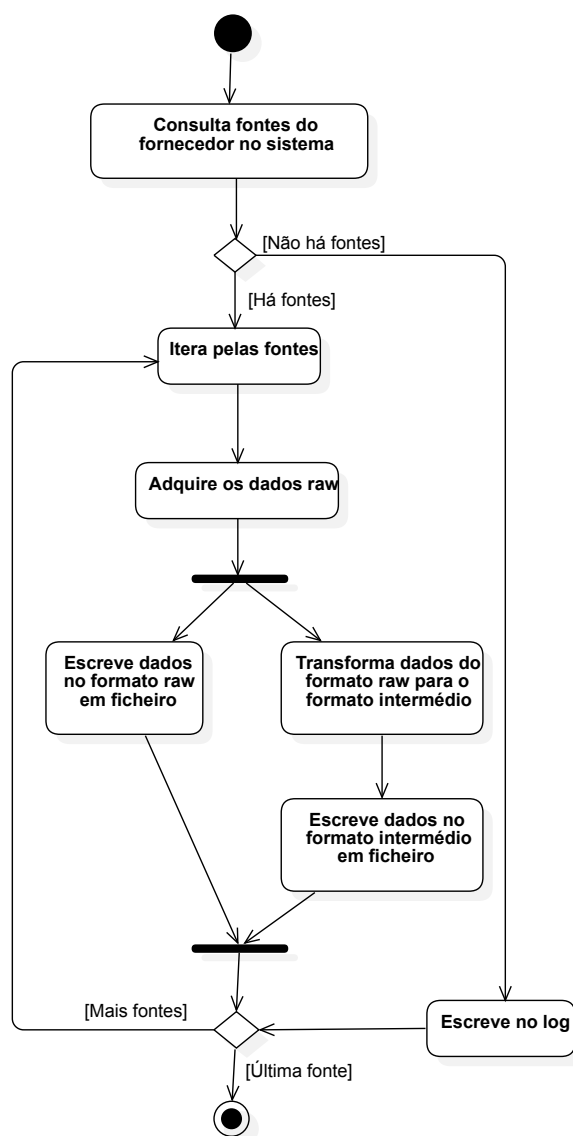 Consulta fontes do
fornecedor no sistema
[Não há fontes]
[Há fontes]
Itera pelas fontes
Adquire os dados raw
Escreve dados
no formato raw
em ficheiro
Transforma dados do
formato raw para o
formato intermédio
Escreve dados no
formato intermédio
em ficheiro
[Mais fontes]
Escreve no log
[Última fonte]